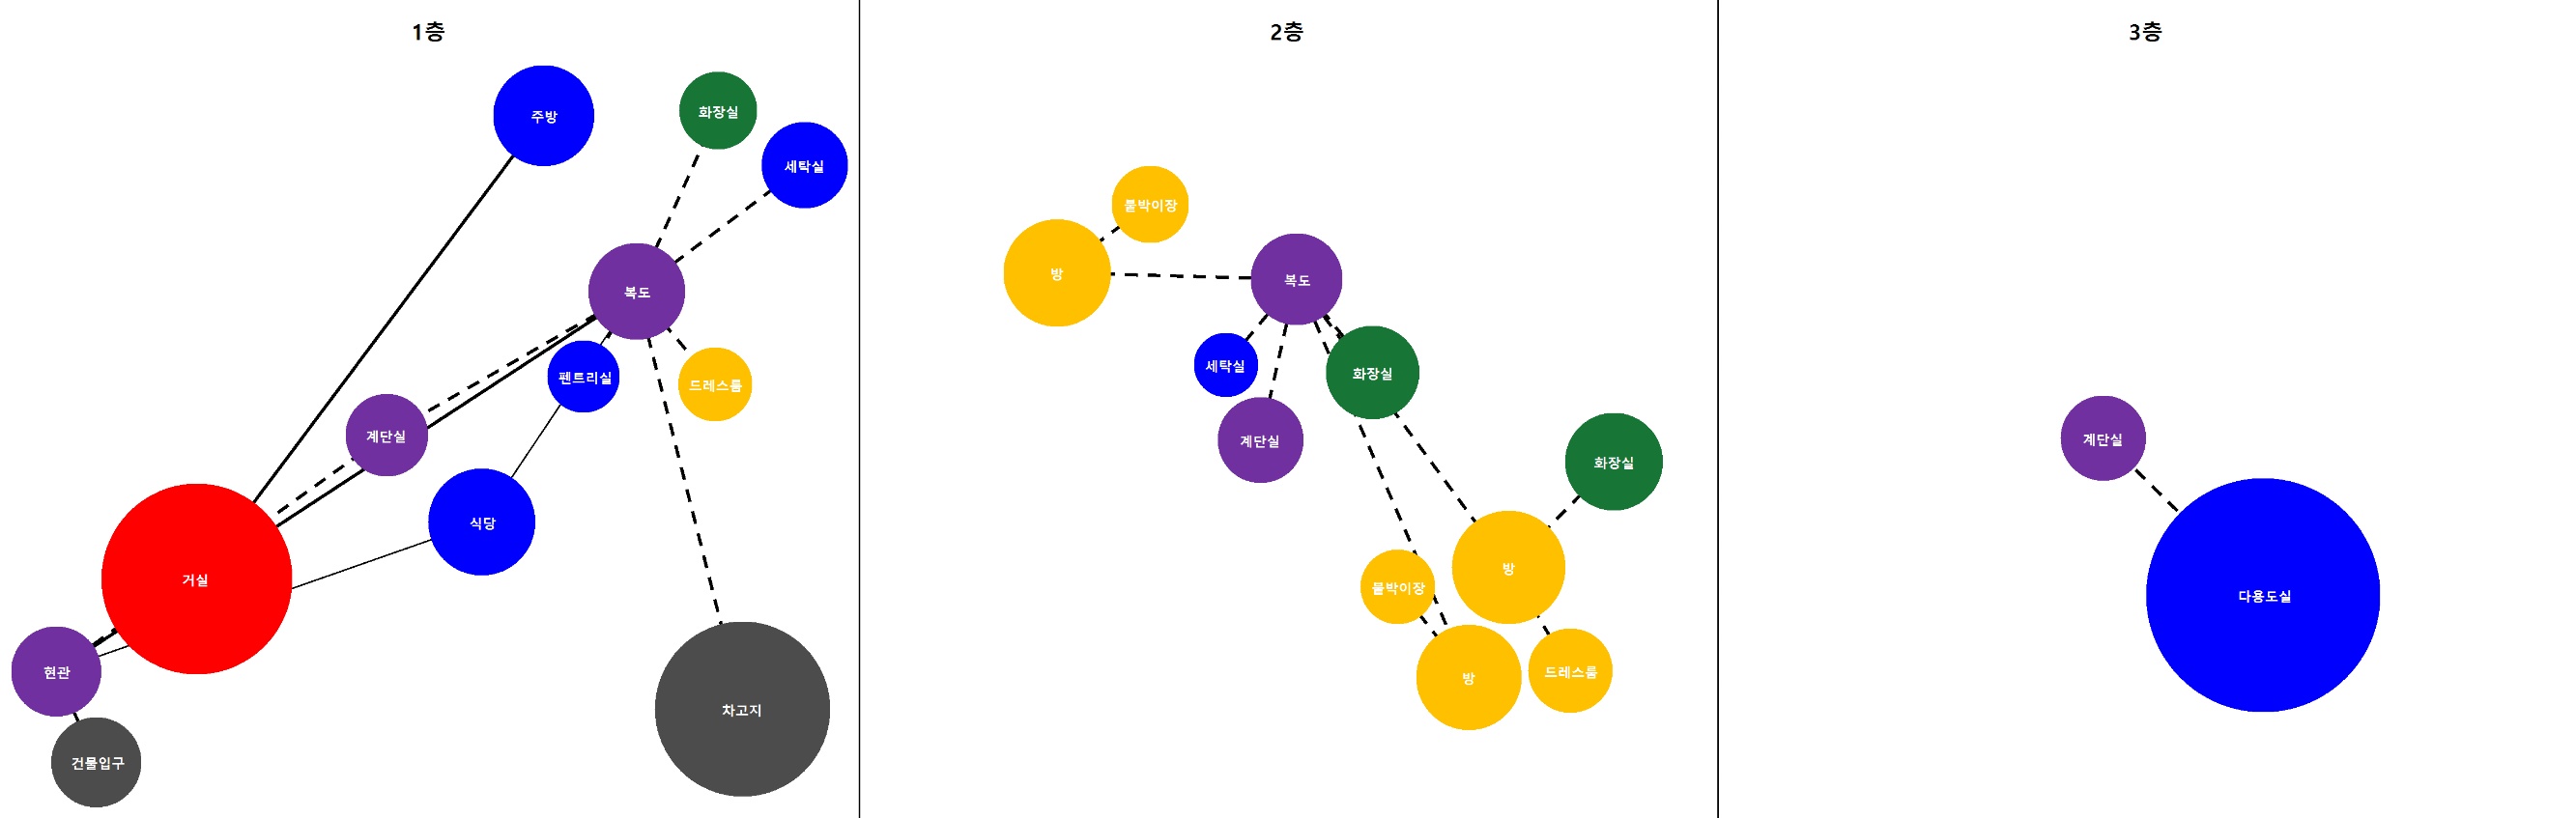 1층
주방
화장실
세탁실
복도
펜트리실
드레스룸
계단실
식당
거실
현관
건물입구
차고지
2층
붙박이장
방
복도
세탁실
화장실
계단실
화장실
방
붙박이장
방
드레스룸
3층
계단실
다용도실